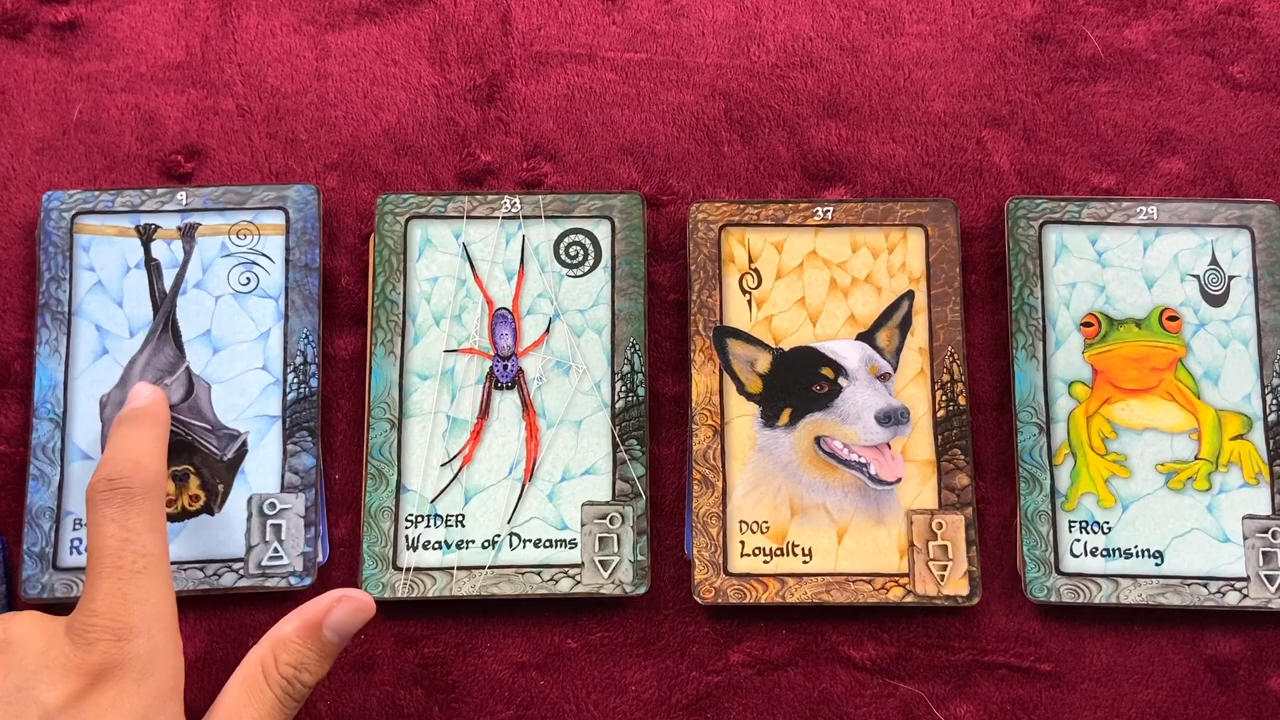 9
33
SPIDER
Weaver of Dreams
37
DOG
Loyalty
29
FROG
Cleansing